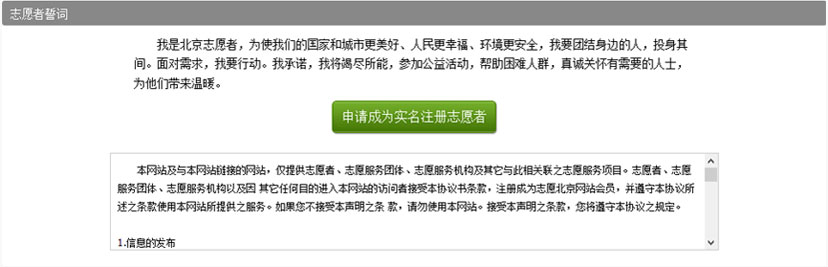 志愿者誓词
我是北京志愿者，为使我们的国家和城市更美好、人民更幸福、环境更安全，我要团结身边的人，投身其
间。面对需求，我要行动。我承诺，我将竭尽所能，参加公益活动，帮助困难人群，真诚关怀有需要的人士，
为他们带来温暖。
申请成为实名注册志愿者
本网站及与本网站链接的网站，仅提供志愿者、志愿服务团体、志愿服务机构及其它与此相关联之志愿服务项目。志愿者、志愿
服务团体、志愿服务机构以及因 其它任何目的进入本网站的访问者接受本协议书条款，注册成为志愿北京网站会员，并遵守本协议所
述之条款使用本网站所提供之服务。如果您不接受本声明之条 款，请勿使用本网站。接受本声明之条款，您将遵守本协议之规定。
1.信息的发布